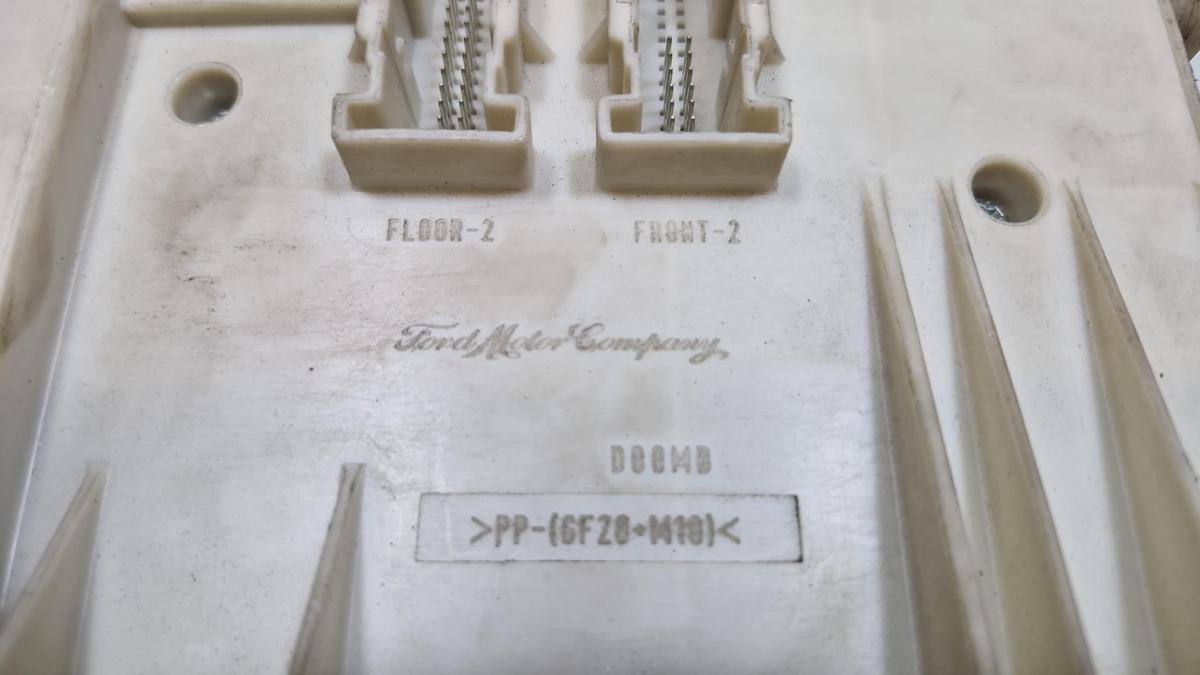 FLOOR-2 FRONT-2
Ford Motor Company
D00MB
>PP-(GF20+M10)<